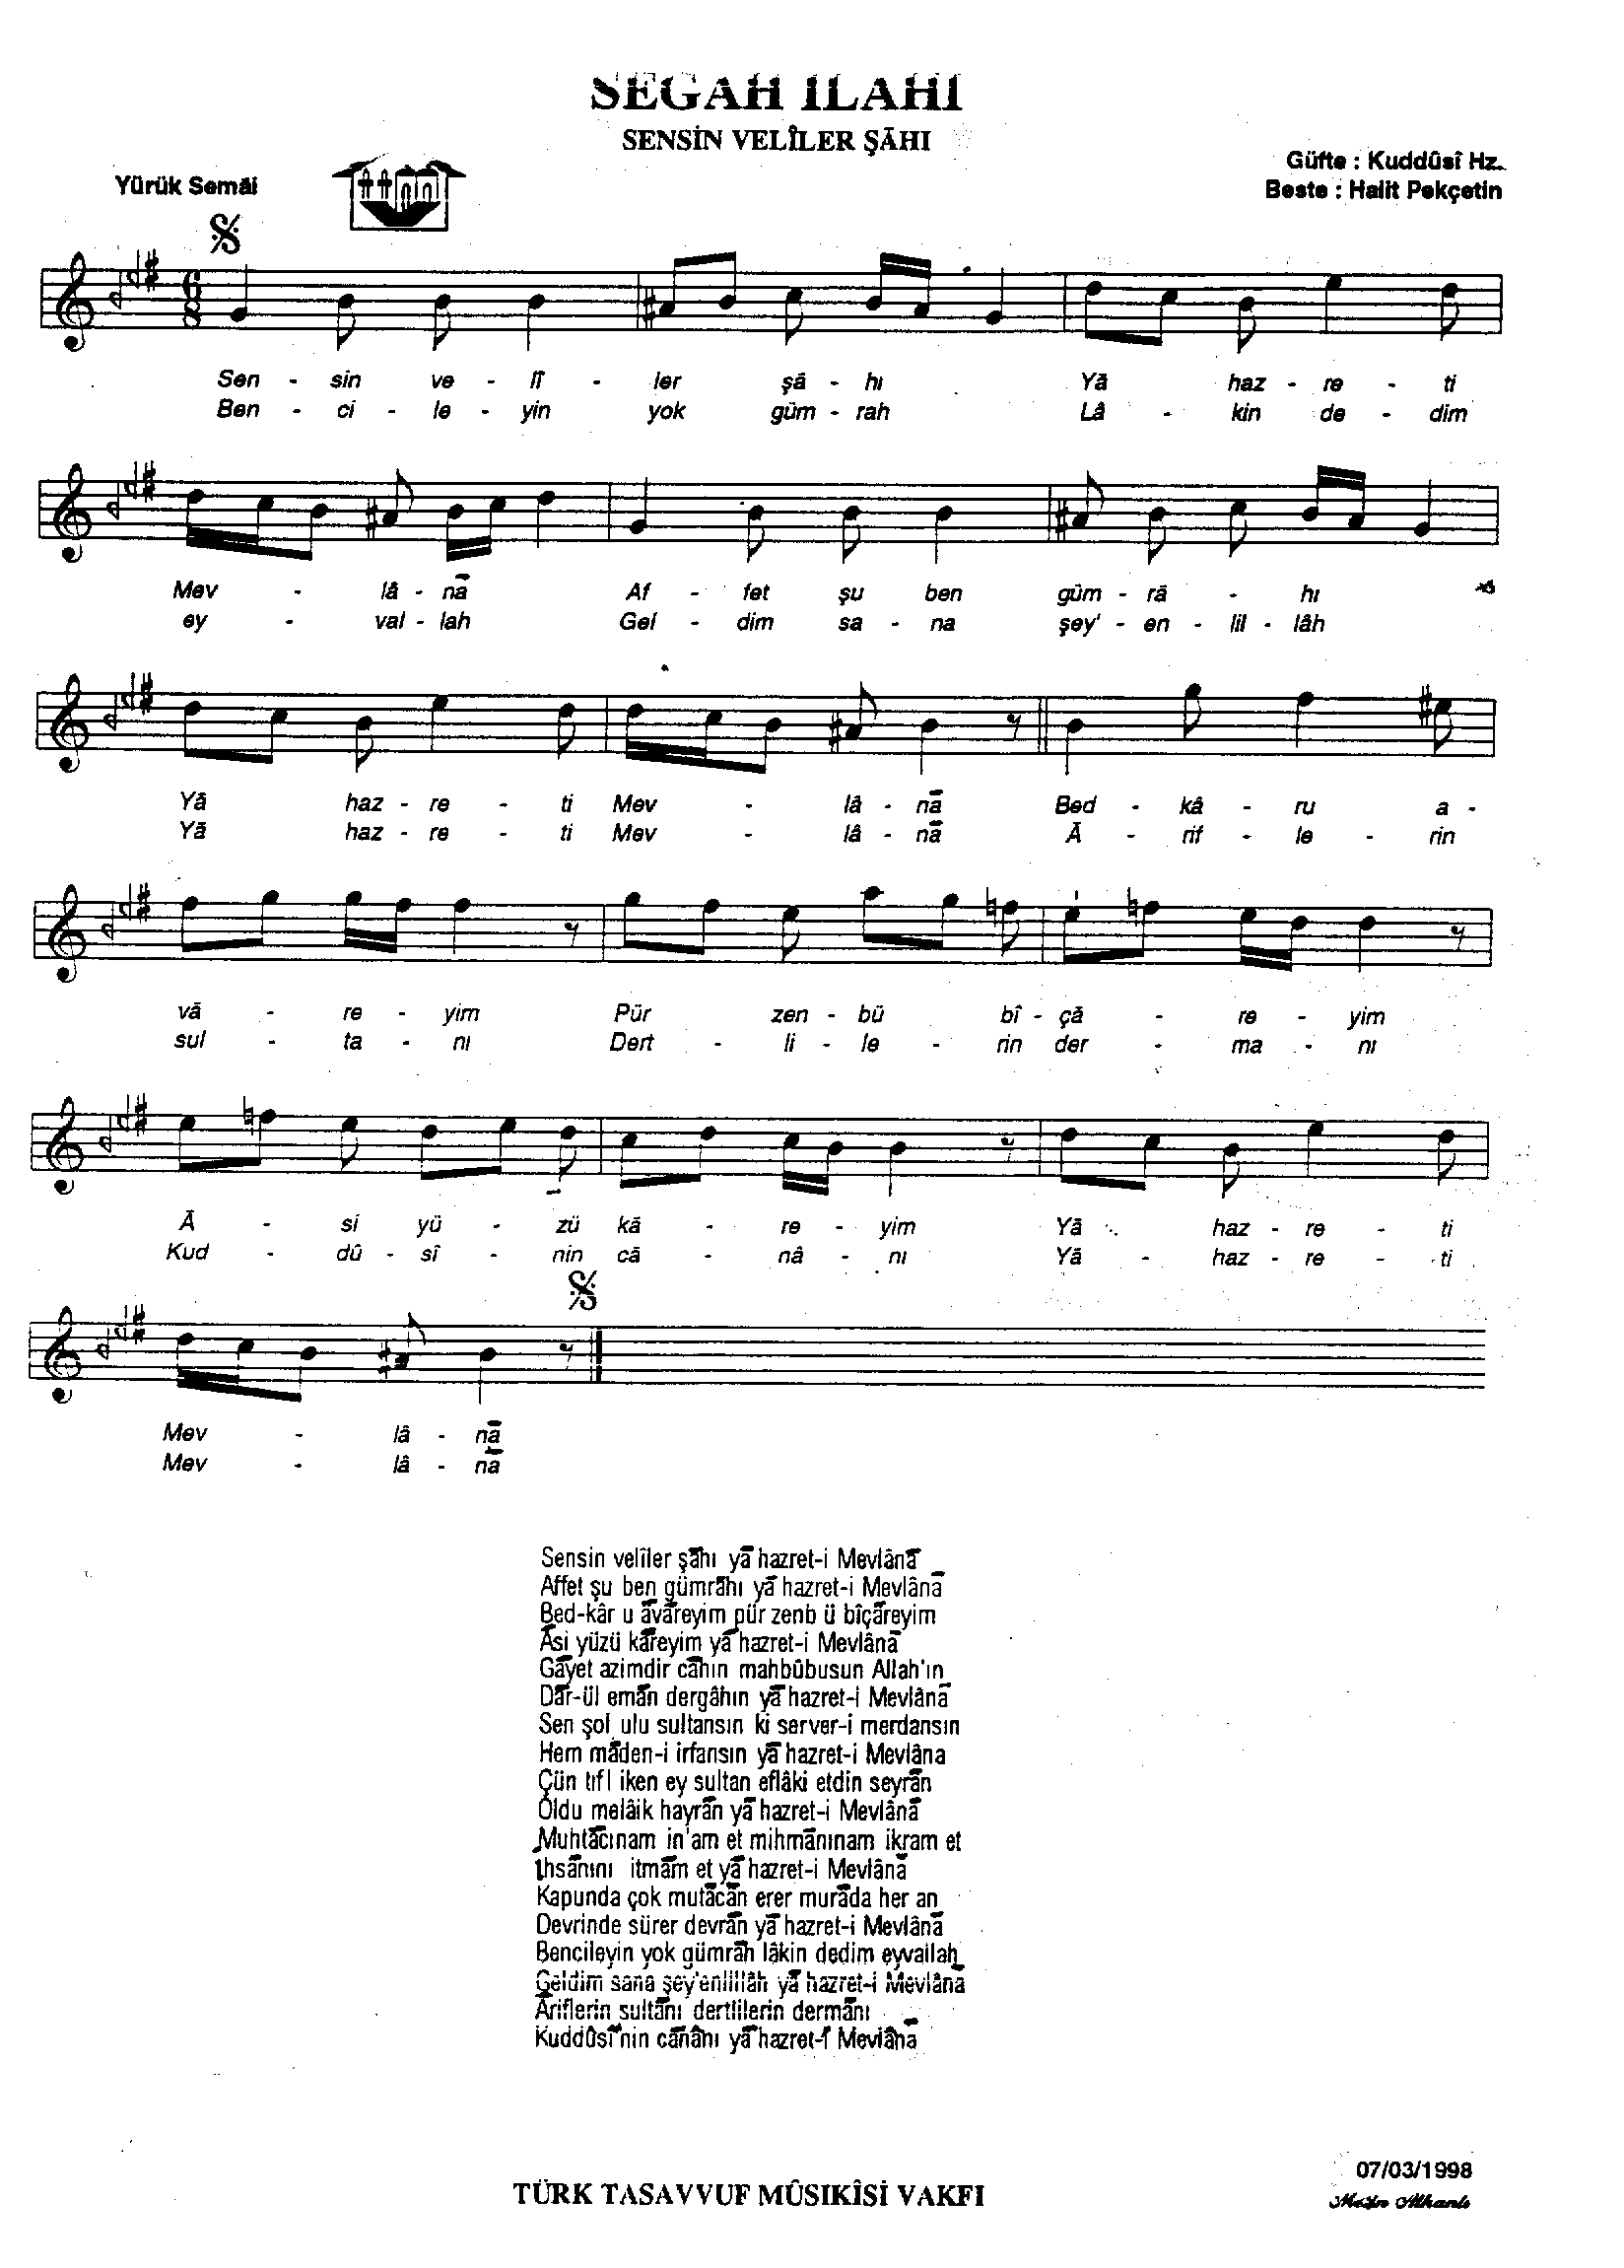 SEGAH İLAHİ
SENSİN VELÎLER ŞĀHI
Güfte : Kuddûsî Hz.
Yürük Semâi
Beste : Halit Pekçetin
6
8
Sen - sin ve - lî - ler şā - hı Yā haz - re - ti
Ben - ci - le - yin yok güm - rah Lâ - kin de - dim
Mev - lâ - nā Af - fet şu ben güm - rā - hı
ey - val - lah Gel - dim sa - na şey' - en - lil - lâh
Yā haz - re - ti Mev - lâ - nā Bed - kâ - ru a -
Yā haz - re - ti Mev - lâ - nā Ā - rif - le - rin
vā - re - yim Pür zen - bü bî - çā - re - yim
sul - ta - nı Dert - li - le - rin der - ma - nı
Ā - si yü - zü kā - re - yim Yā haz - re - ti
Kud - dû - sî - nin cā - nâ - nı Yā - haz - re - ti
Mev - lâ - nā
Mev - lâ - nā
Sensin velîler şāhı yā hazret-i Mevlânā
Affet şu ben gümrāhı yā hazret-i Mevlânā
Bed-kâr u āvāreyim pür zenb ü bîçāreyim
Āsi yüzü kāreyim yā hazret-i Mevlânā
Gāyet azimdir cāhın mahbûbusun Allah'ın
Dār-ül emān dergâhın yā hazret-i Mevlânā
Sen şol ulu sultansın ki server-i merdansın
Hem māden-i irfansın yā hazret-i Mevlâna
Çün tıfl iken ey sultan eflâki etdin seyrān
Oldu melâik hayrān yā hazret-i Mevlânā
Muhtācınam in'am et mihmānınam ikram et
İhsānını itmām et yā hazret-i Mevlânā
Kapunda çok mutācān erer murāda her an
Devrinde sürer devrān yā hazret-i Mevlânā
Bencileyin yok gümrāh lâkin dedim eyvallah
Geldim sana şey'enlillâh yā hazret-i Mevlânā
Āriflerin sultānı dertlilerin dermānı
Kuddûsî'nin cānânı yā hazret-i Mevlânā
07/03/1998
TÜRK TASAVVUF MÛSIKÎSİ VAKFI